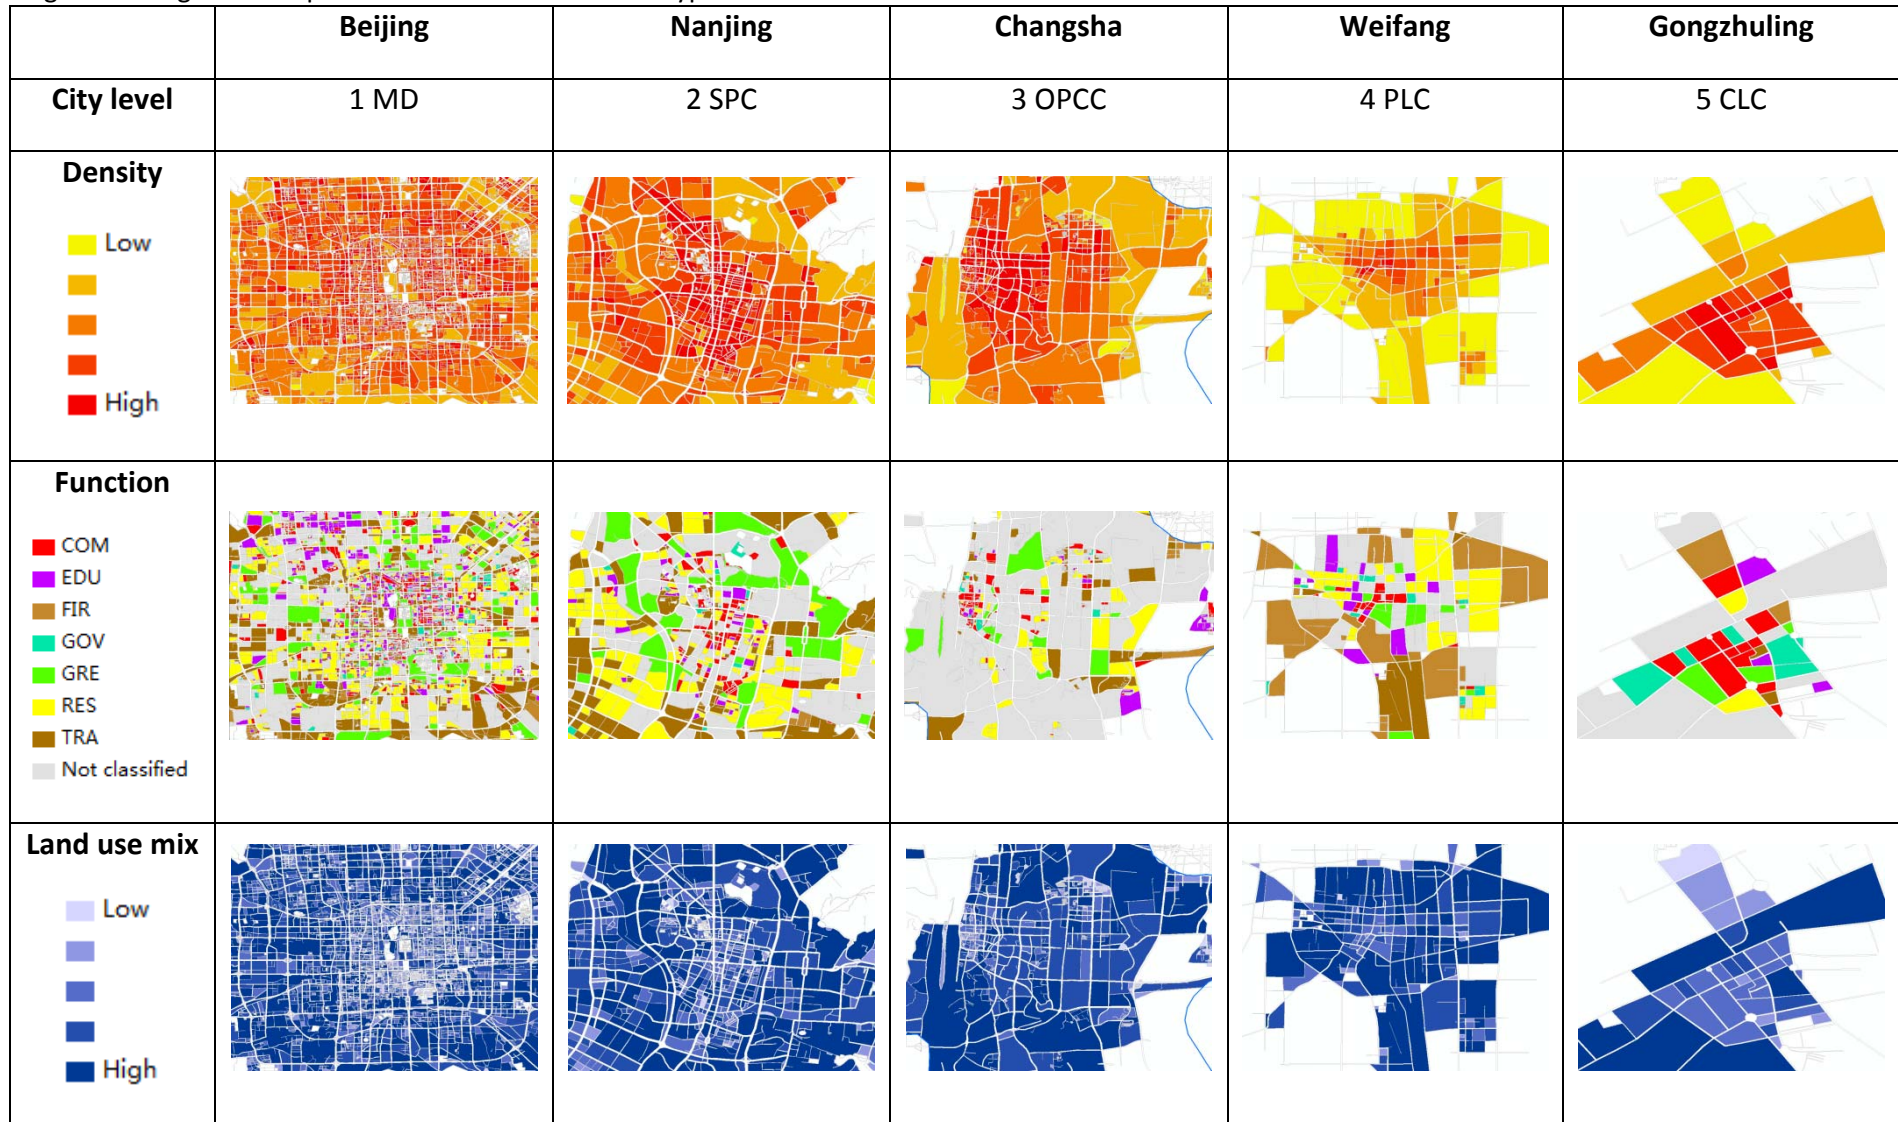 Beijing Nanjing Changsha Weifang Gongzhuling
City level 1 MD 2 SPC 3 OPCC 4 PLC 5 CLC
Density
Low
High
Function
COM
EDU
FIR
GOV
GRE
RES
TRA
Not classified
Land use mix
Low
High